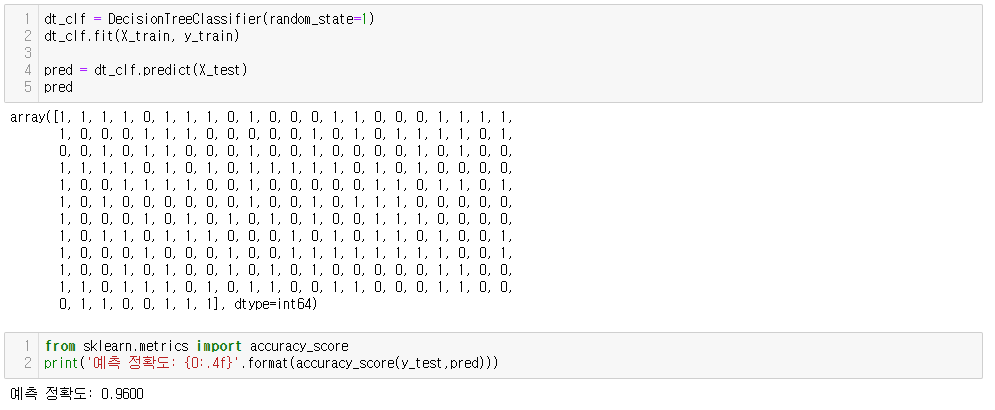 1 dt_clf = DecisionTreeClassifier(random_state=1)
2 dt_clf.fit(X_train, y_train)
3
4 pred = dt_clf.predict(X_test)
5 pred
array([1, 1, 1, 1, 0, 1, 1, 1, 0, 1, 0, 0, 0, 1, 1, 0, 0, 0, 1, 1, 1, 1,
1, 0, 0, 0, 1, 1, 1, 0, 0, 0, 0, 0, 1, 0, 1, 0, 1, 1, 1, 1, 0, 1,
0, 0, 1, 0, 1, 0, 1, 1, 0, 1, 0, 0, 1, 0, 0, 0, 0, 1, 0, 1, 0, 0,
1, 1, 1, 1, 0, 1, 0, 1, 0, 1, 1, 1, 1, 0, 1, 0, 1, 0, 0, 0, 0,
1, 0, 0, 1, 1, 1, 1, 0, 1, 0, 0, 0, 0, 0, 1, 1, 0, 1, 1, 0, 1,
1, 0, 1, 0, 0, 1, 0, 0, 0, 0, 1, 0, 1, 0, 1, 1, 1, 0, 0, 0, 0, 0,
1, 0, 0, 0, 1, 0, 1, 0, 1, 0, 1, 0, 0, 1, 0, 1, 1, 1, 0, 0, 0, 0,
1, 0, 1, 0, 1, 1, 1, 0, 0, 0, 1, 0, 1, 0, 1, 1, 1, 0, 1, 0, 0, 1,
1, 0, 0, 0, 1, 0, 0, 0, 1, 0, 0, 1, 1, 1, 1, 1, 1, 1, 1, 0, 0, 1,
1, 0, 0, 1, 0, 1, 0, 0, 1, 0, 1, 0, 1, 0, 0, 0, 0, 0, 1, 1, 0, 0,
1, 1, 0, 1, 0, 1, 1, 0, 1, 0, 1, 1, 0, 0, 1, 1, 0, 0, 0, 1, 1, 0, 0,
0, 1, 1, 0, 0, 1, 1, 1], dtype=int64)
1 from sklearn.metrics import accuracy_score
2 print('예측 정확도: {0:.4f}'.format(accuracy_score(y_test,pred)))
예측 정확도: 0.9600